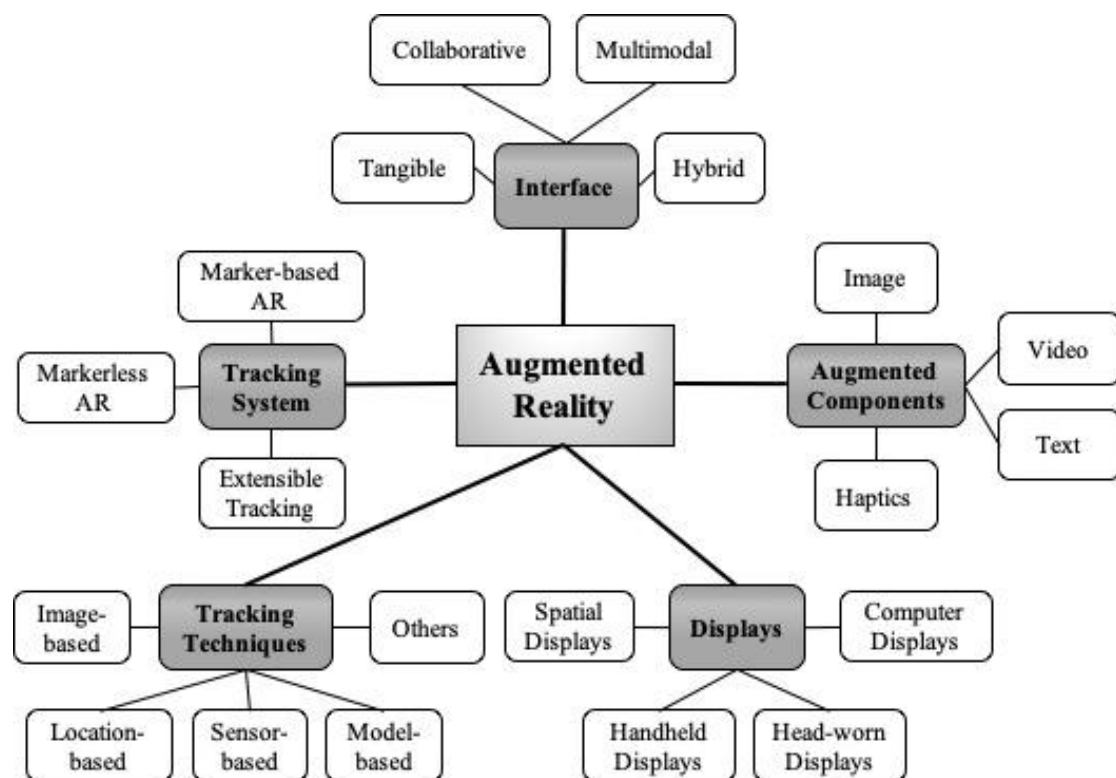 Collaborative
Multimodal
Tangible
Interface
Hybrid
Marker-based
AR
Image
Markerless
AR
Tracking
System
Augmented
Reality
Augmented
Components
Video
Text
Extensible
Tracking
Haptics
Image-
based
Tracking
Techniques
Others
Spatial
Displays
Displays
Computer
Displays
Location-
based
Sensor-
based
Model-
based
Handheld
Displays
Head-worn
Displays